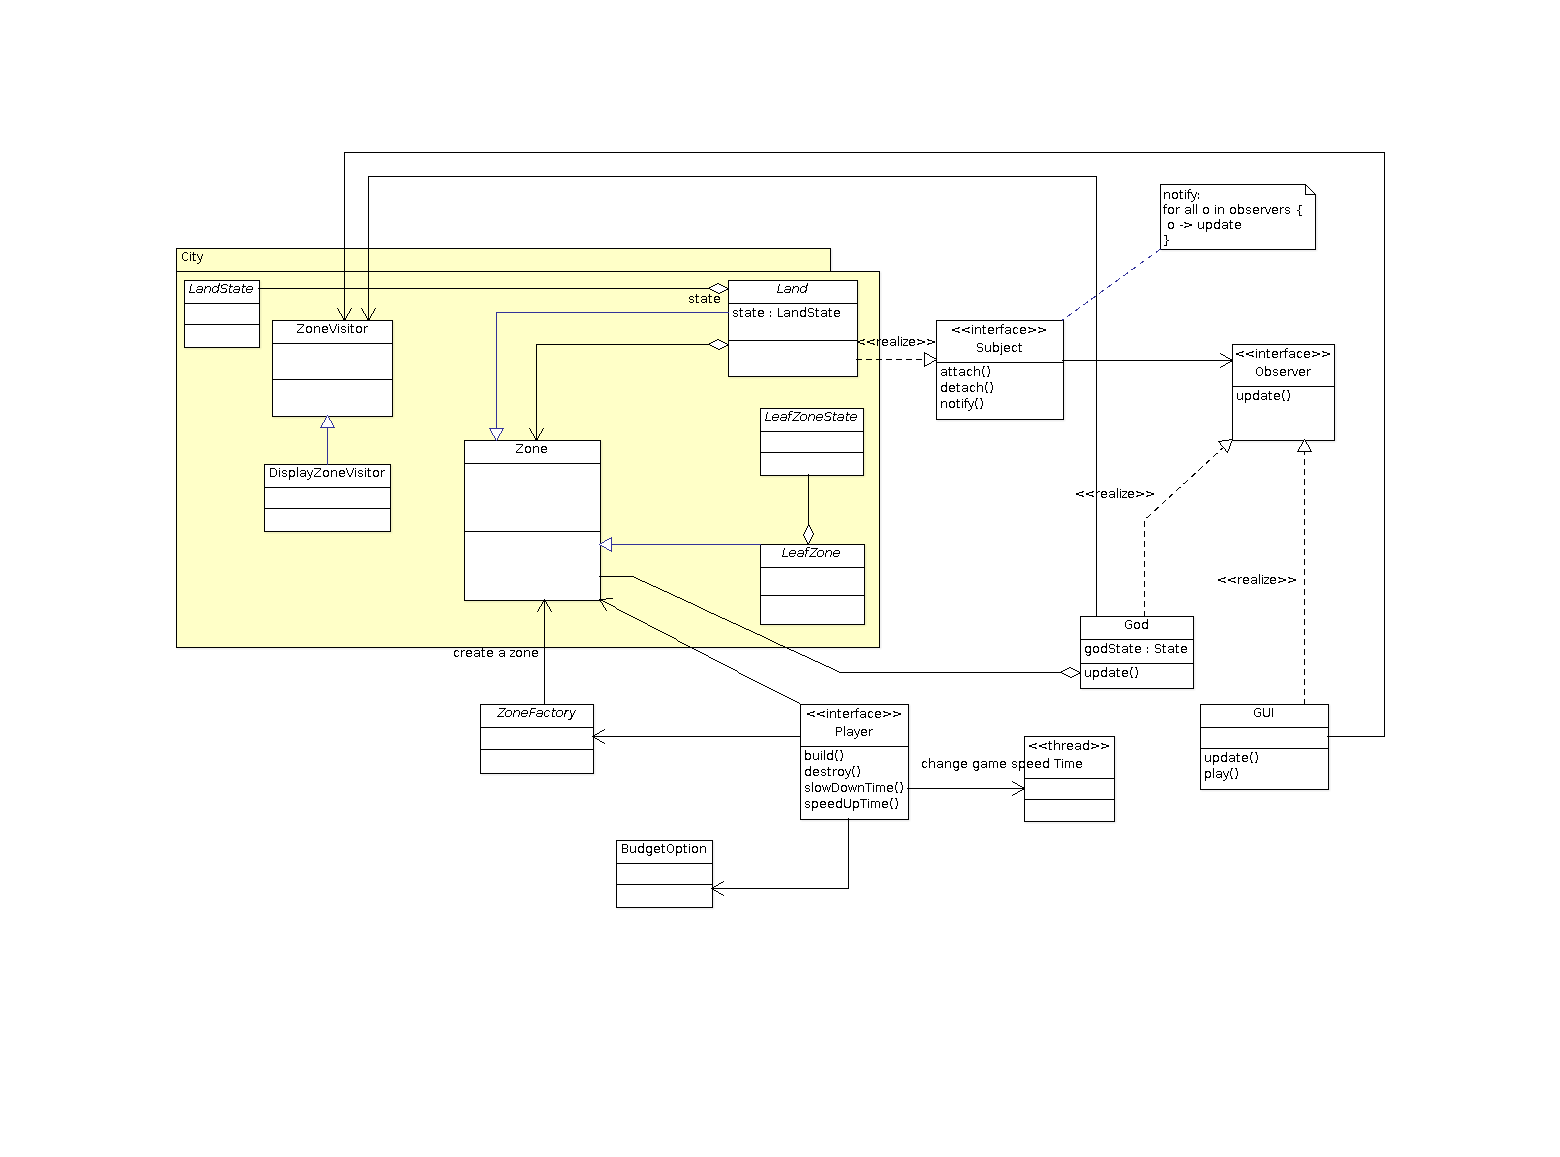 notify:
for all o in observers {
o -> update
}
City
LandState
Land
state
state : LandState
ZoneVisitor
<<realize>>
<<interface>>
Subject
attach()
detach()
notify()
<<interface>>
Observer
update()
LeafZoneState
Zone
DisplayZoneVisitor
<<realize>>
LeafZone
<<realize>>
God
godState : State
update()
create a zone
ZoneFactory
<<interface>>
Player
build()
destroy()
slowDownTime()
speedUpTime()
change game speed
<<thread>>
Time
GUI
update()
play()
BudgetOption